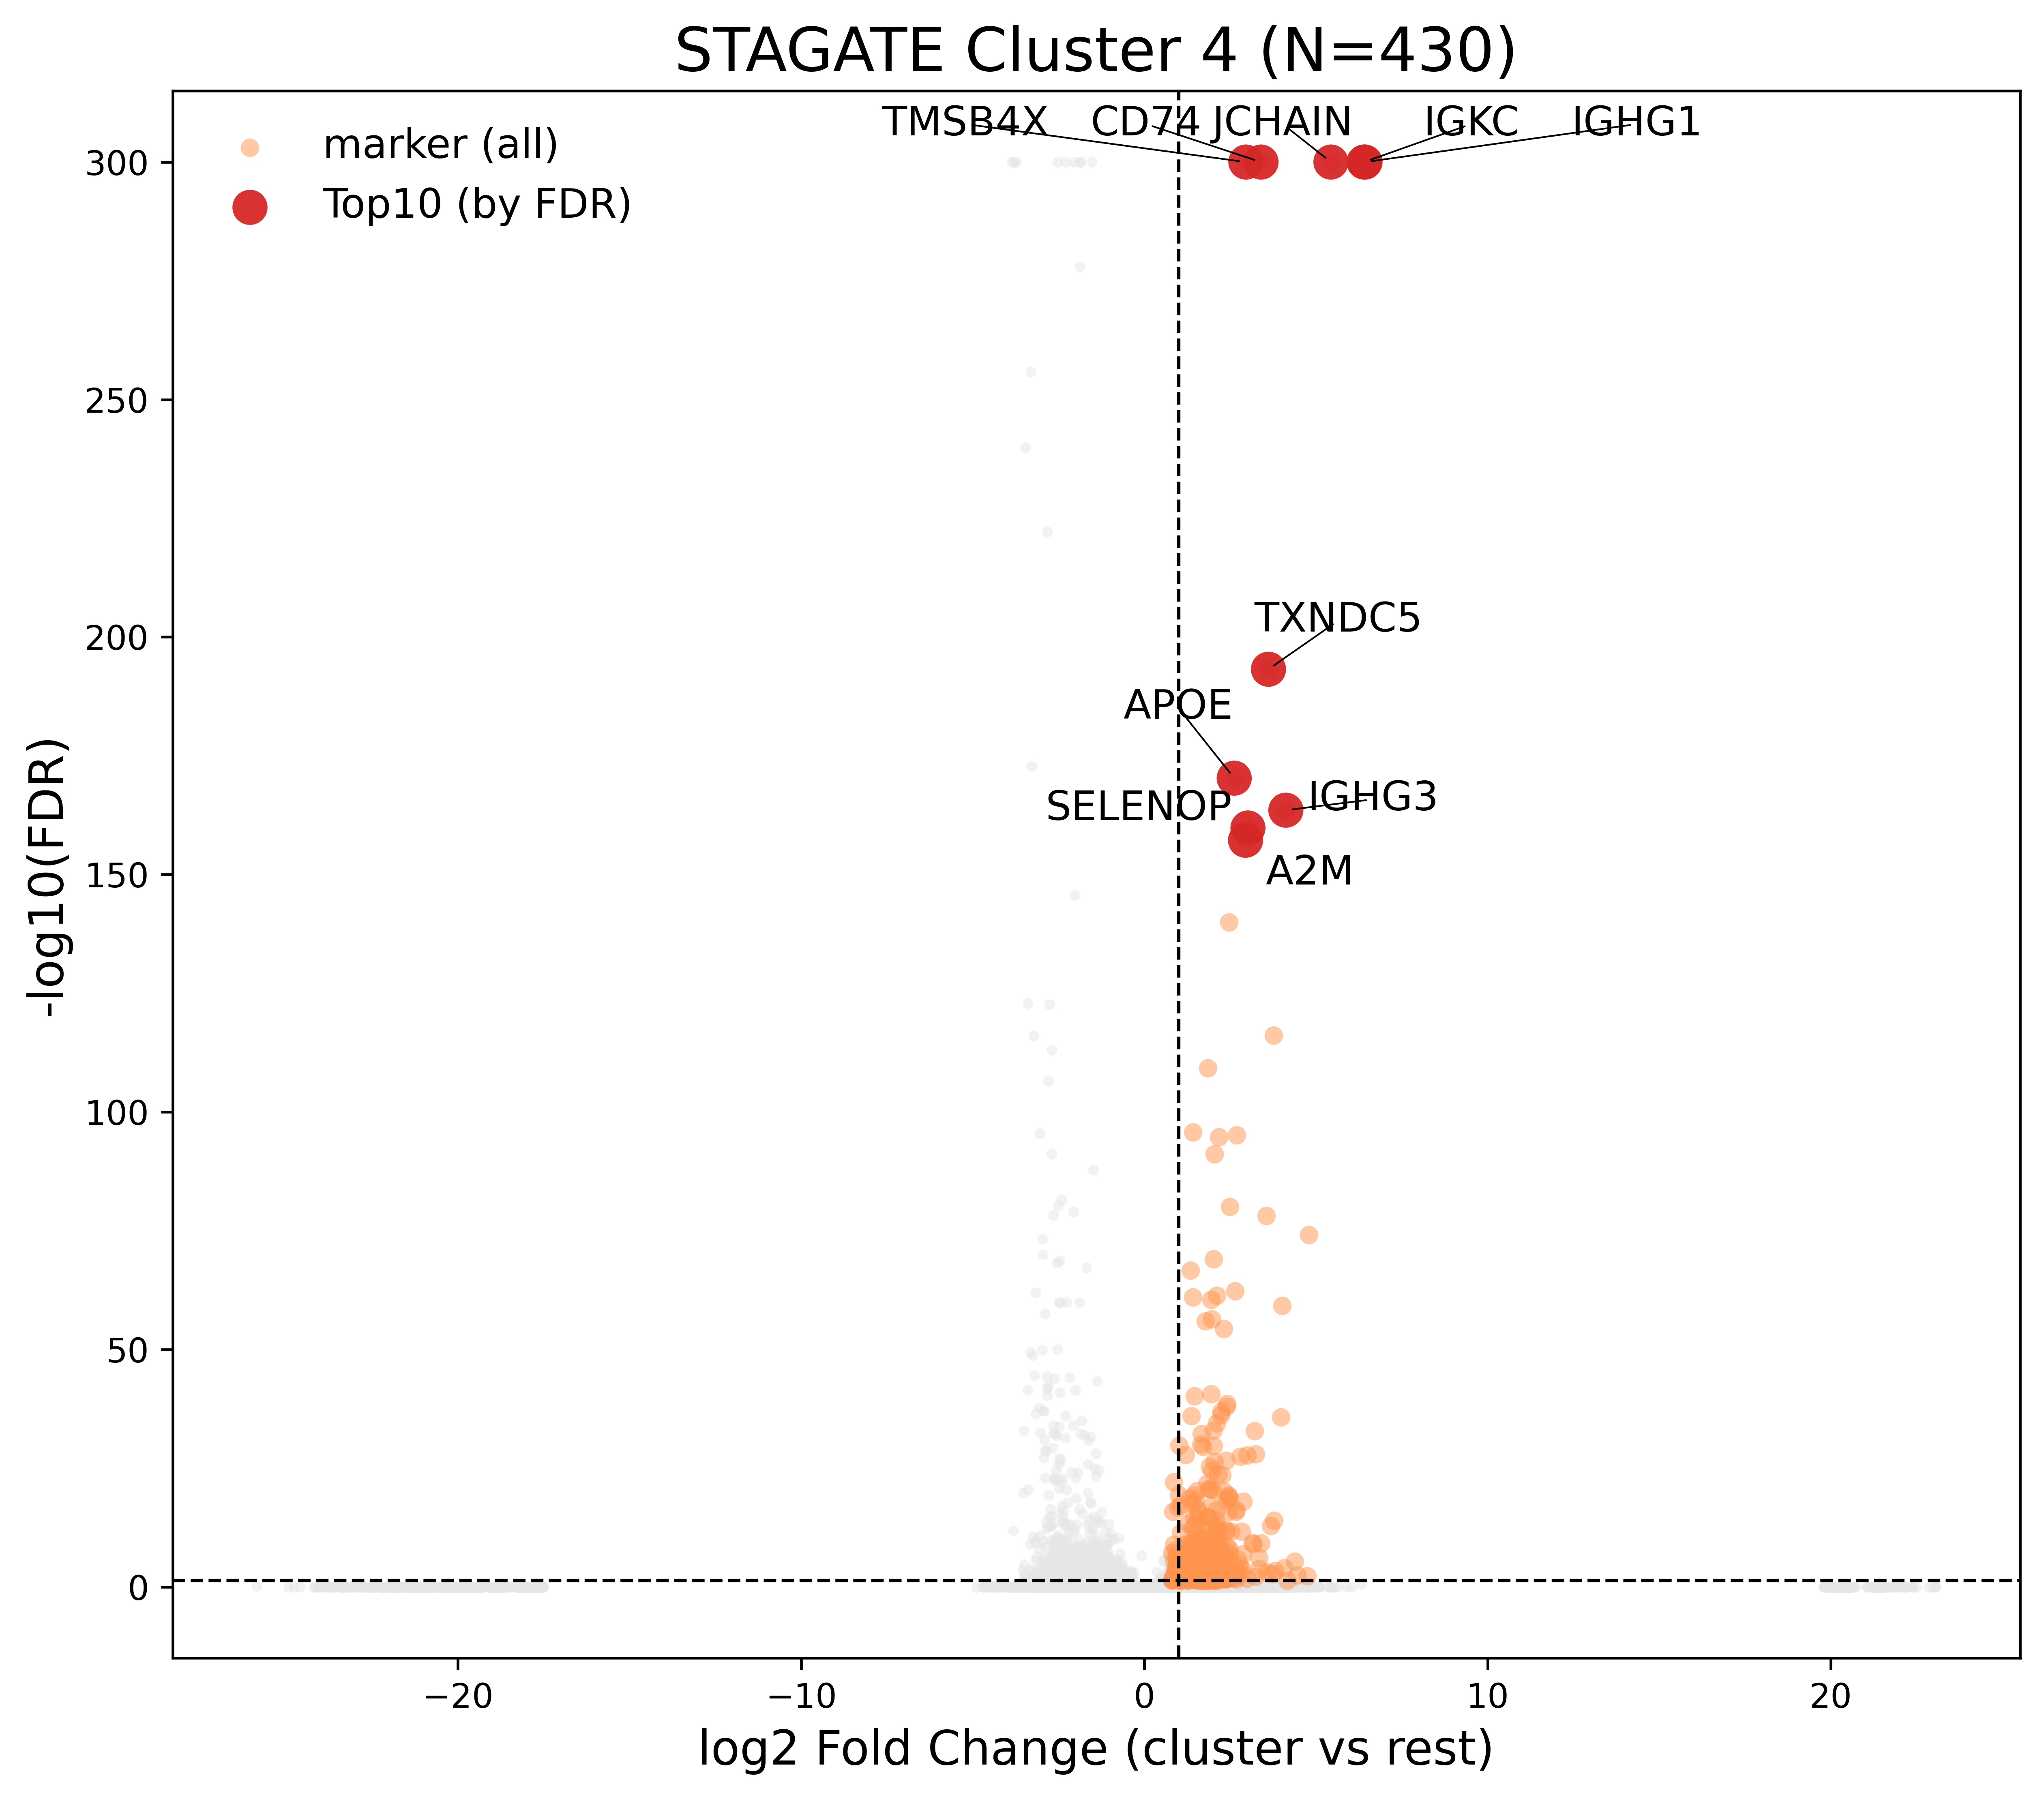 STAGATE Cluster 4 (N=430)
TMSB4X CD74 JCHAIN IGKC IGHG1
marker (all)
Top10 (by FDR)
TXNDC5
APOE
IGHG3
SELENOP
A2M
-log10(FDR)
300
250
200
150
100
50
0
−20 −10 0 10 20
log2 Fold Change (cluster vs rest)